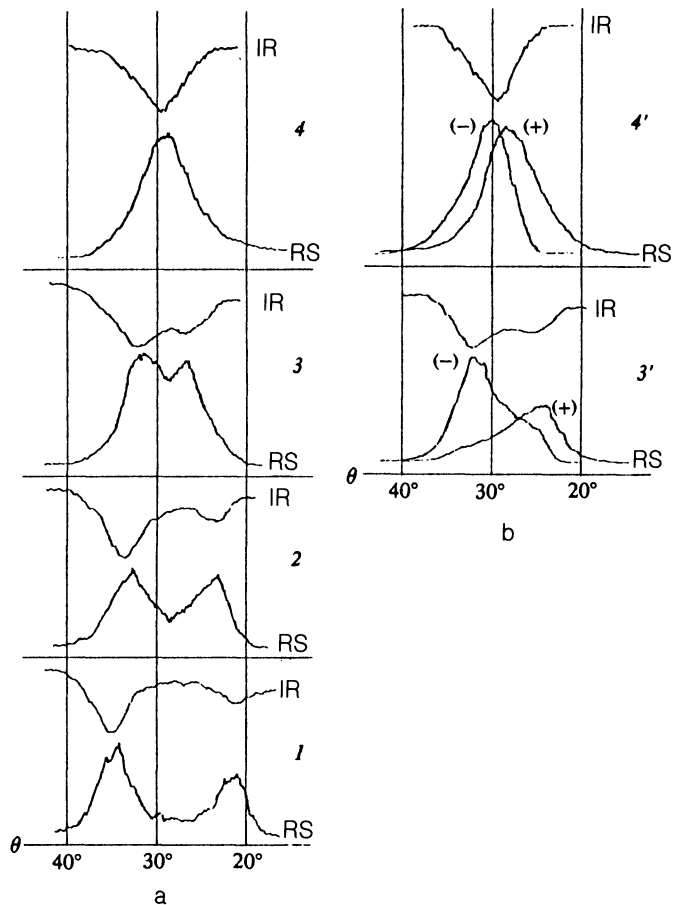 IR
4
RS
IR
3
RS
IR
2
RS
IR
1
RS
θ 40° 30° 20°
a
IR
(-) (+) 4'
RS
IR
(-) 3'
(+)
RS
θ 40° 30° 20°
b